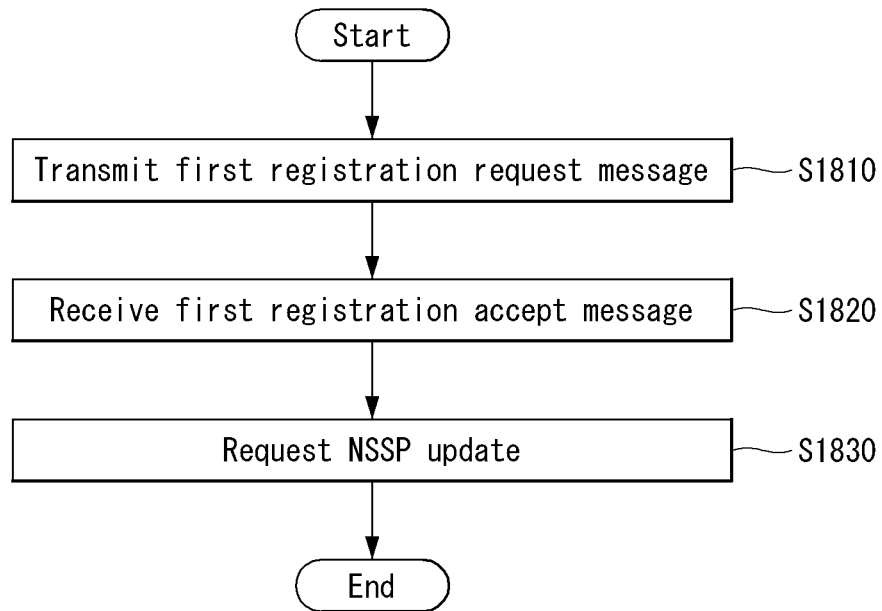 Start
Transmit first registration request message
S1810
Receive first registration accept message
S1820
Request NSSP update
S1830
End